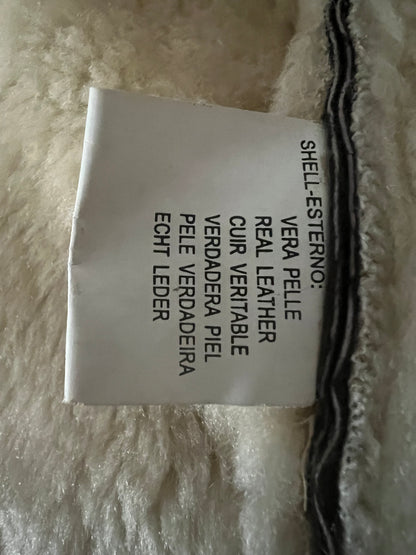 SHELL-ESTERNO:
VERA PELLE
REAL LEATHER
CUIR VERITABLE
VERDADERA PIEL
PELE VERDADEIRA
ECHT LEDER